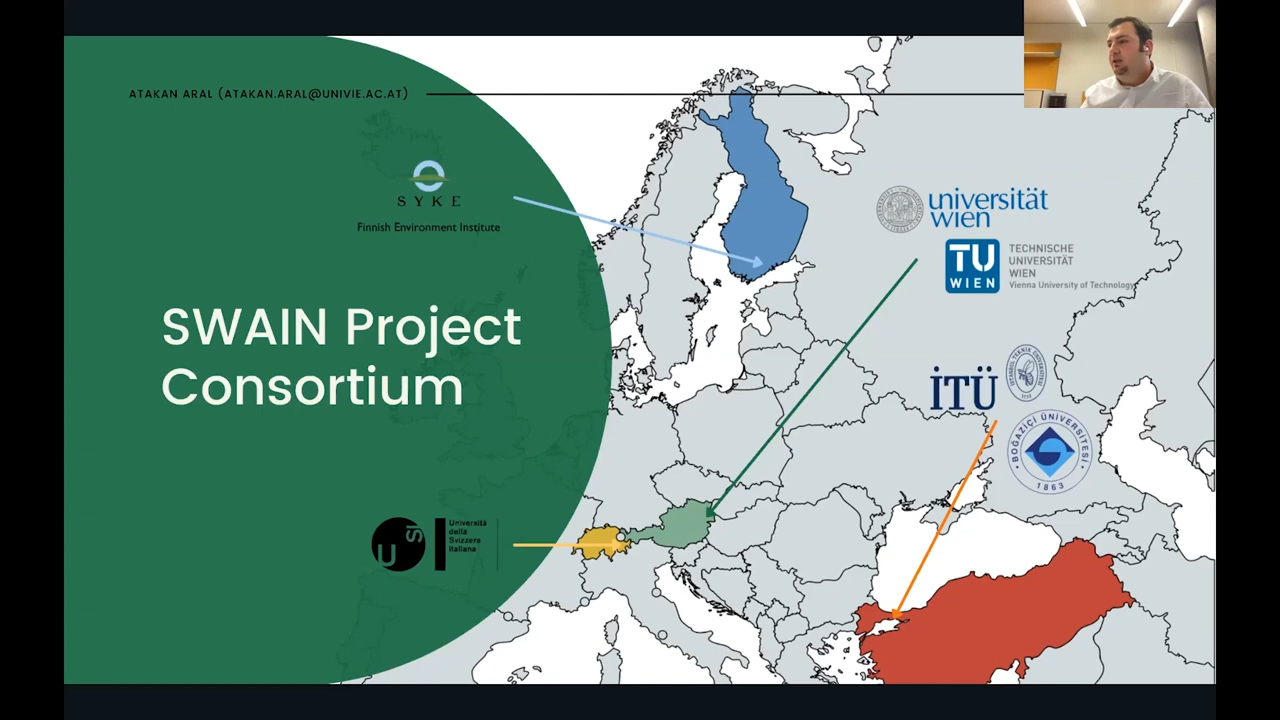 ATAKAN ARAL (ATAKAN.ARAL@UNIVIE.AC.AT)
SYKE
Finnish Environment Institute
SWAIN Project
Consortium
U
SI
Università
della
Svizzera
italiana
universität
wien
TU
WIEN
TECHNISCHE
UNIVERSITÄT
WIEN
Vienna University of Technology
İTÜ
BOĞAZİÇİ ÜNİVERSİTESİ
1863